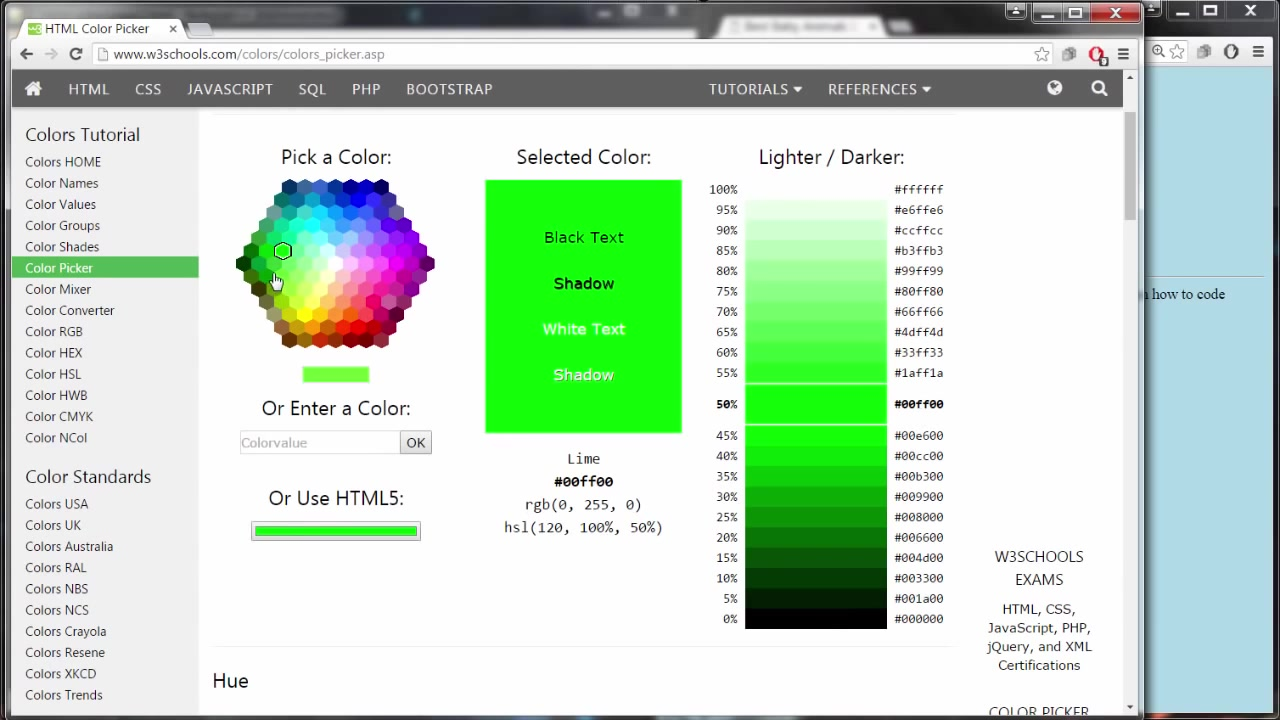 HTML Color Picker
www.w3schools.com/colors/colors_picker.asp
HTML CSS JAVASCRIPT SQL PHP BOOTSTRAP TUTORIALS REFERENCES
Colors Tutorial
Colors HOME
Color Names
Color Values
Color Groups
Color Shades
Color Picker
Color Mixer
Color Converter
Color RGB
Color HEX
Color HSL
Color HWB
Color CMYK
Color NCol
Color Standards
Colors USA
Colors UK
Colors Australia
Colors RAL
Colors NBS
Colors NCS
Colors Crayola
Colors Resene
Colors XKCD
Colors Trends
Pick a Color:
Or Enter a Color:
Colorvalue OK
Or Use HTML5:
Selected Color:
Black Text
Shadow
White Text
Shadow
Lime
#00ff00
rgb(0, 255, 0)
hsl(120, 100%, 50%)
Lighter / Darker:
100% #ffffff
95% #e6ffe6
90% #ccffcc
85% #b3ffb3
80% #99ff99
75% #80ff80
70% #66ff66
65% #4dff4d
60% #33ff33
55% #1aff1a
50% #00ff00
45% #00e600
40% #00cc00
35% #00b300
30% #009900
25% #008000
20% #006600
15% #004d00
10% #003300
5% #001a00
0% #000000
Hue
W3SCHOOLS
EXAMS
HTML, CSS,
JavaScript, PHP,
jQuery, and XML
Certifications
COLOR PICKER
how to code